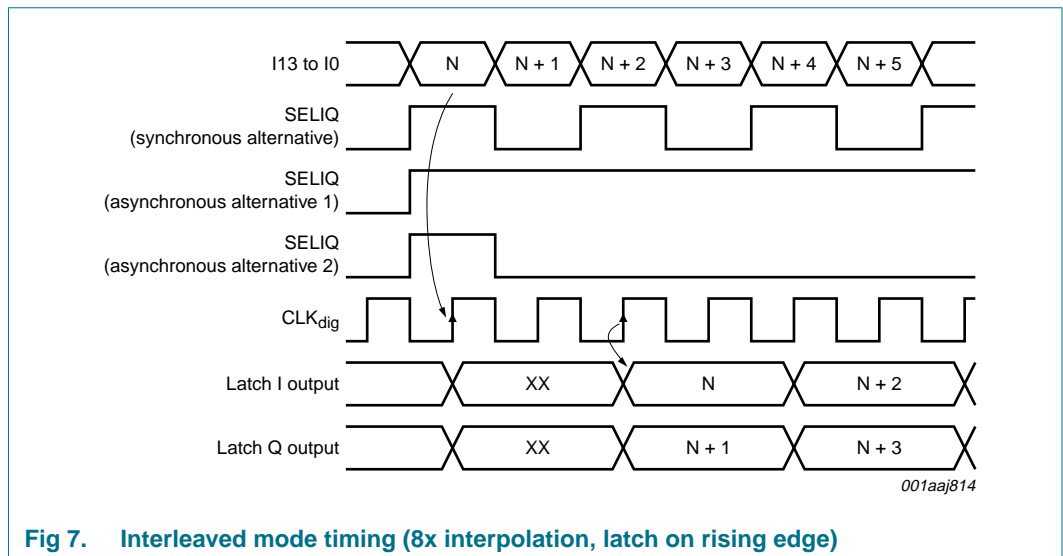 I13 to I0 N N + 1 N + 2 N + 3 N + 4 N + 5
SELIQ
(synchronous alternative)
SELIQ
(asynchronous alternative 1)
SELIQ
(asynchronous alternative 2)
CLKdig
Latch I output XX N N + 2
Latch Q output XX N + 1 N + 3
001aaj814
Fig 7. Interleaved mode timing (8x interpolation, latch on rising edge)